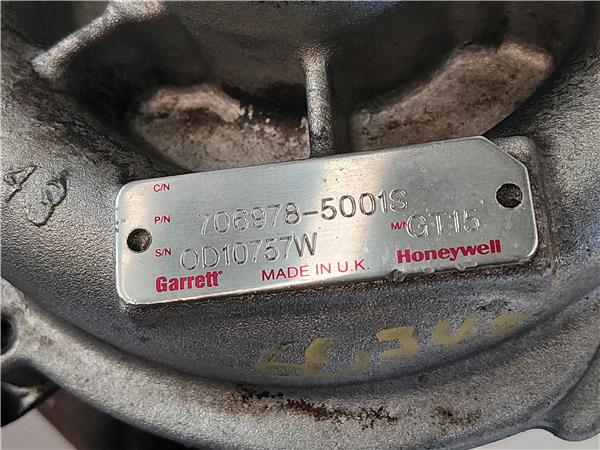 C/N
P/N 706978-5001S
S/N OD10757W M/N GT15
Garrett MADE IN U.K. Honeywell